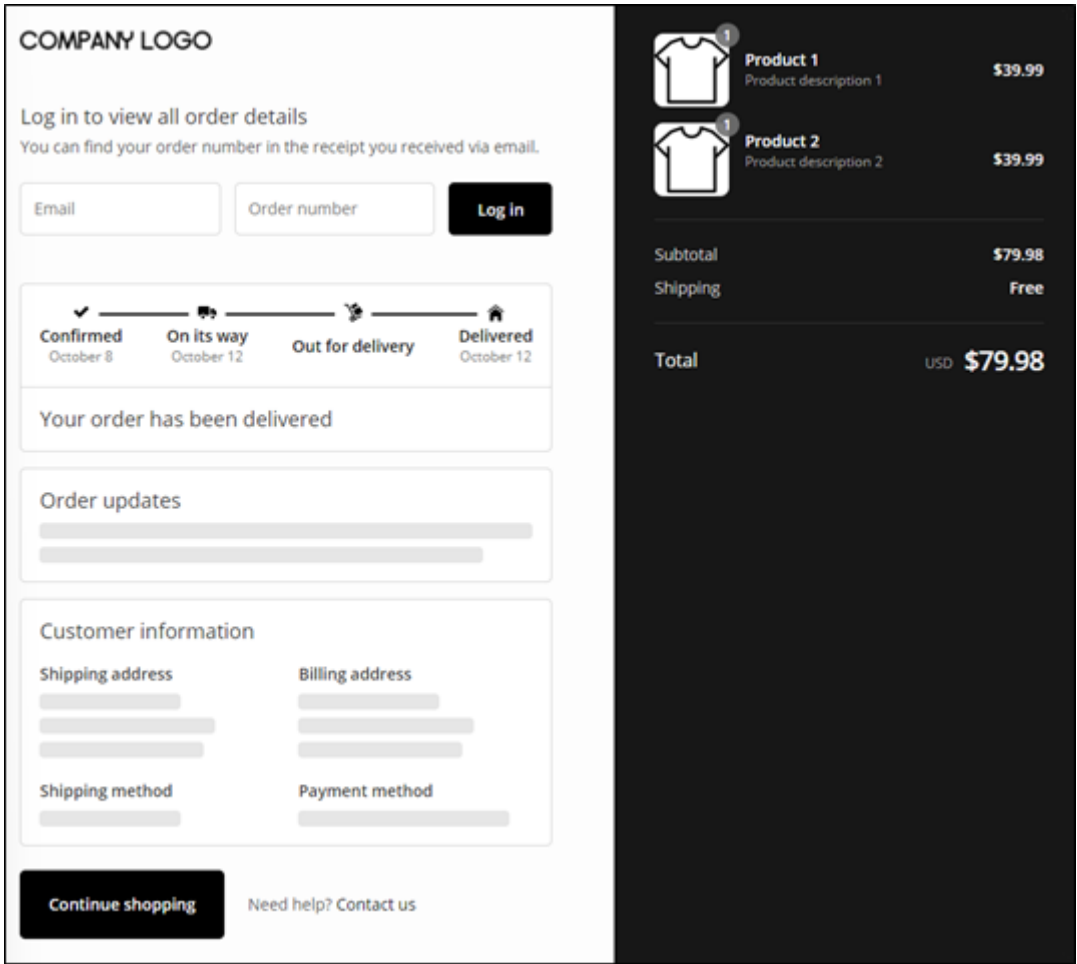 COMPANY LOGO
Log in to view all order details
You can find your order number in the receipt you received via email.
Email
Order number
Log in
Confirmed
October 8
On its way
October 12
Out for delivery
Delivered
October 12
Your order has been delivered
Order updates
Customer information
Shipping address
Billing address
Shipping method
Payment method
Continue shopping
Need help? Contact us
1
Product 1
Product description 1
$39.99
1
Product 2
Product description 2
$39.99
Subtotal
$79.98
Shipping
Free
Total
USD $79.98